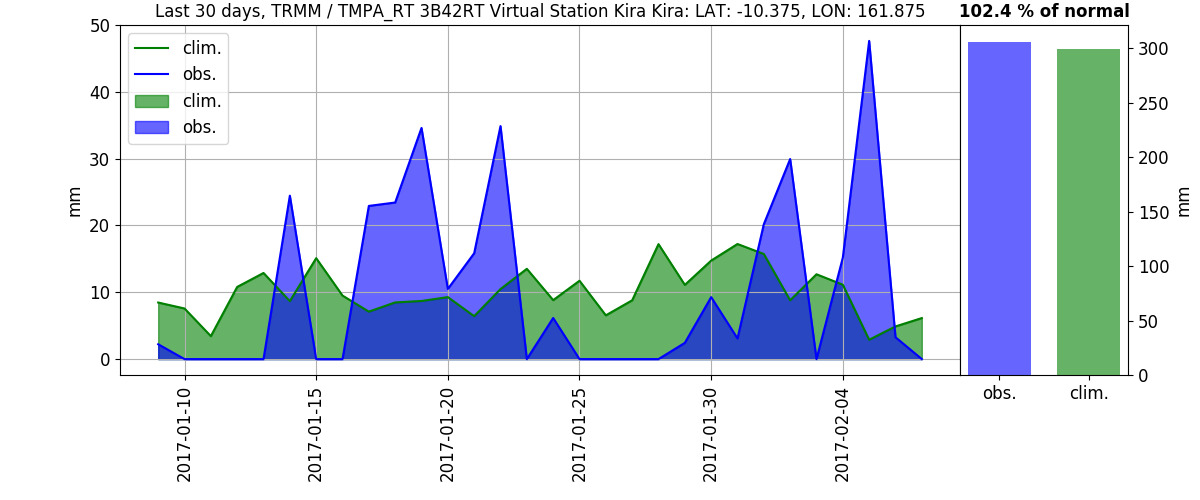 Last 30 days, TRMM / TMPA_RT 3B42RT Virtual Station Kira Kira: LAT: -10.375, LON: 161.875
102.4 % of normal
50
40
30
20
10
0
mm
clim.
obs.
clim.
obs.
2017-01-10
2017-01-15
2017-01-20
2017-01-25
2017-01-30
2017-02-04
300
250
200
150
100
50
0
mm
obs.
clim.